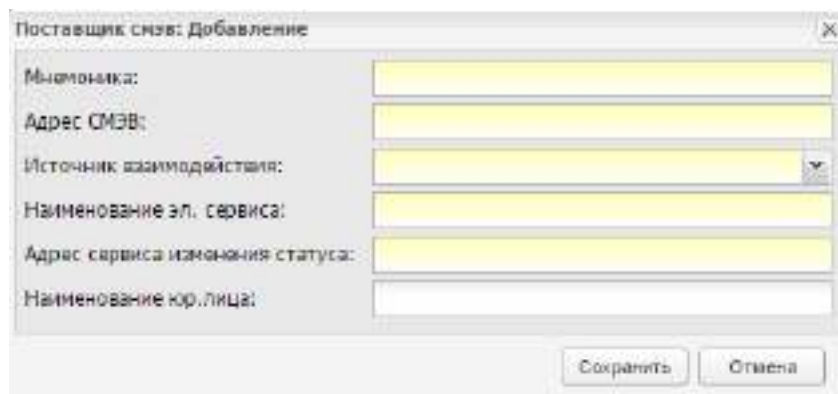 Поставщик смэв: Добавление
Мнемоника:
Адрес СМЭВ:
Источник взаимодействия:
Наименование эл. сервиса:
Адрес сервиса изменения статуса:
Наименование юр.лица:
Сохранить Отмена